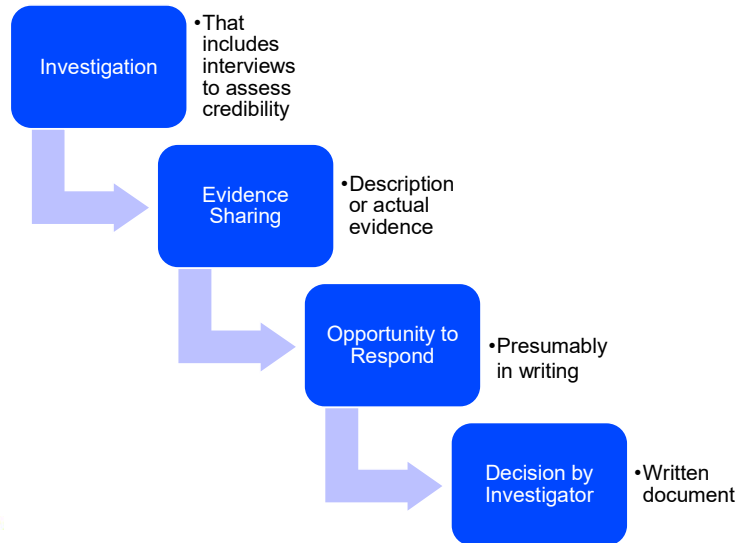 Investigation
•That
includes
interviews
to assess
credibility
Evidence
Sharing
•Description
or actual
evidence
Opportunity to
Respond
•Presumably
in writing
Decision by
Investigator
•Written
document